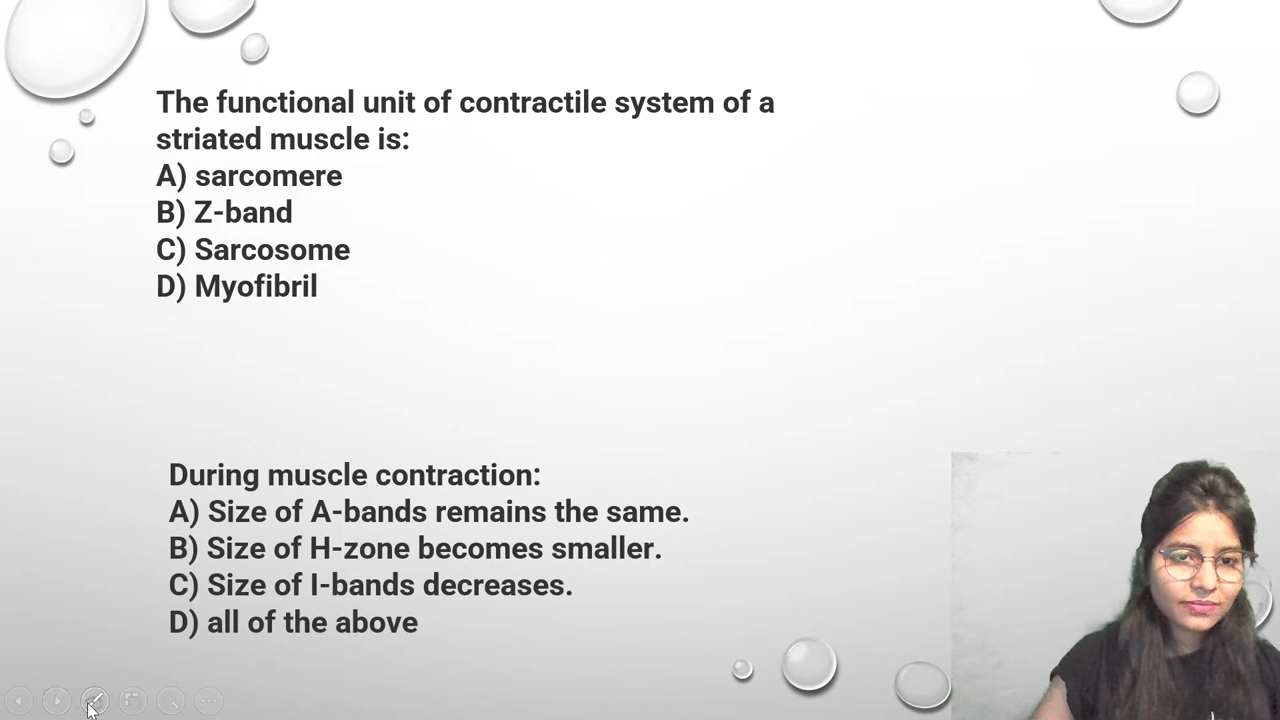 The functional unit of contractile system of a
striated muscle is:
A) sarcomere
B) Z-band
C) Sarcosome
D) Myofibril
During muscle contraction:
A) Size of A-bands remains the same.
B) Size of H-zone becomes smaller.
C) Size of I-bands decreases.
D) all of the above